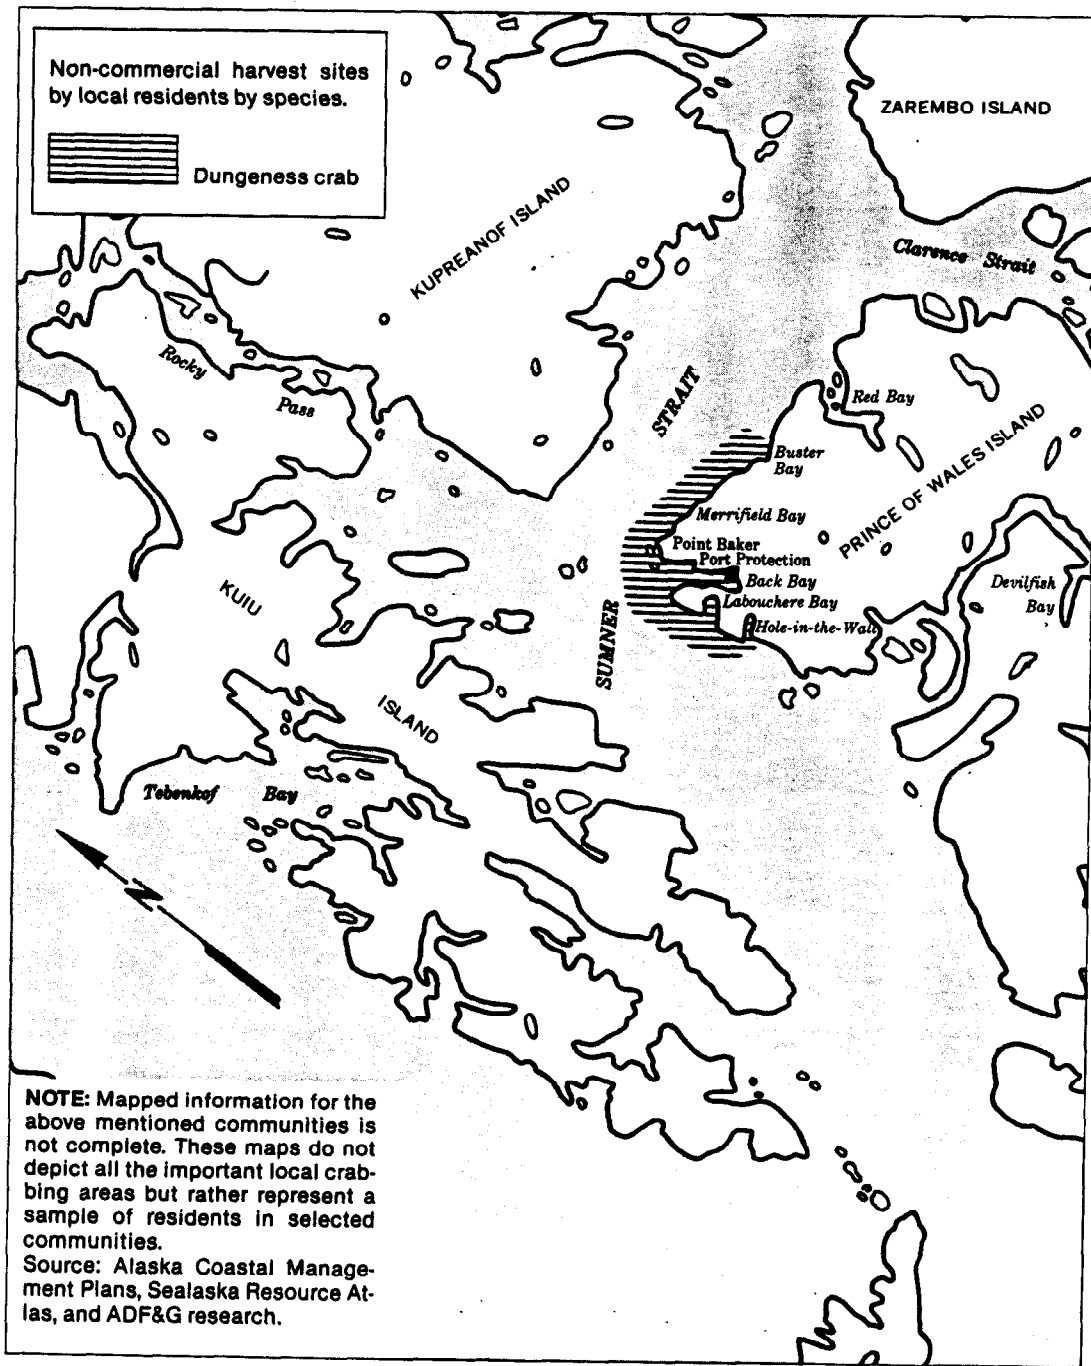 Non-commercial harvest sites
by local residents by species.
Dungeness crab
ZAREMBO ISLAND
KUPREANOF ISLAND
Clarence Strait
Rocky
Pass
STRAIT
Red Bay
Buster
Bay
Merrifield Bay
PRINCE OF WALES ISLAND
Point Baker
Port Protection
Back Bay
Devilfish
Bay
Labouchere Bay
Hole-in-the-Wall
KUIU
SUMNER
ISLAND
Tebenkof Bay
N
NOTE: Mapped information for the
above mentioned communities is
not complete. These maps do not
depict all the important local crab-
bing areas but rather represent a
sample of residents in selected
communities.
Source: Alaska Coastal Manage-
ment Plans, Sealaska Resource At-
las, and ADF&G research.